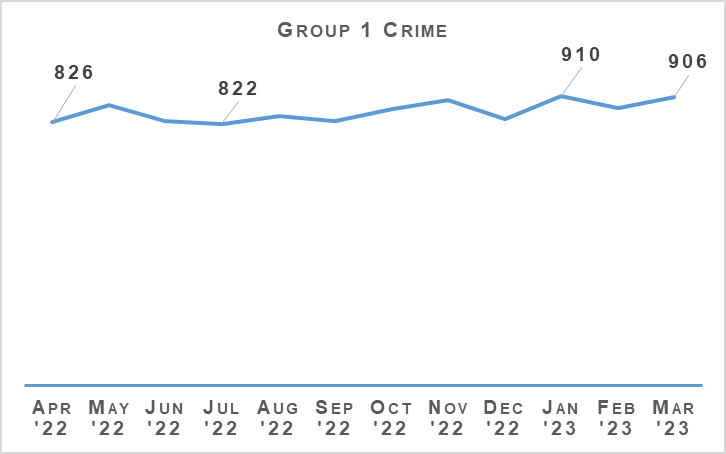 Group 1 Crime
826
822
910
906
Apr '22
May '22
Jun '22
Jul '22
Aug '22
Sep '22
Oct '22
Nov '22
Dec '22
Jan '23
Feb '23
Mar '23